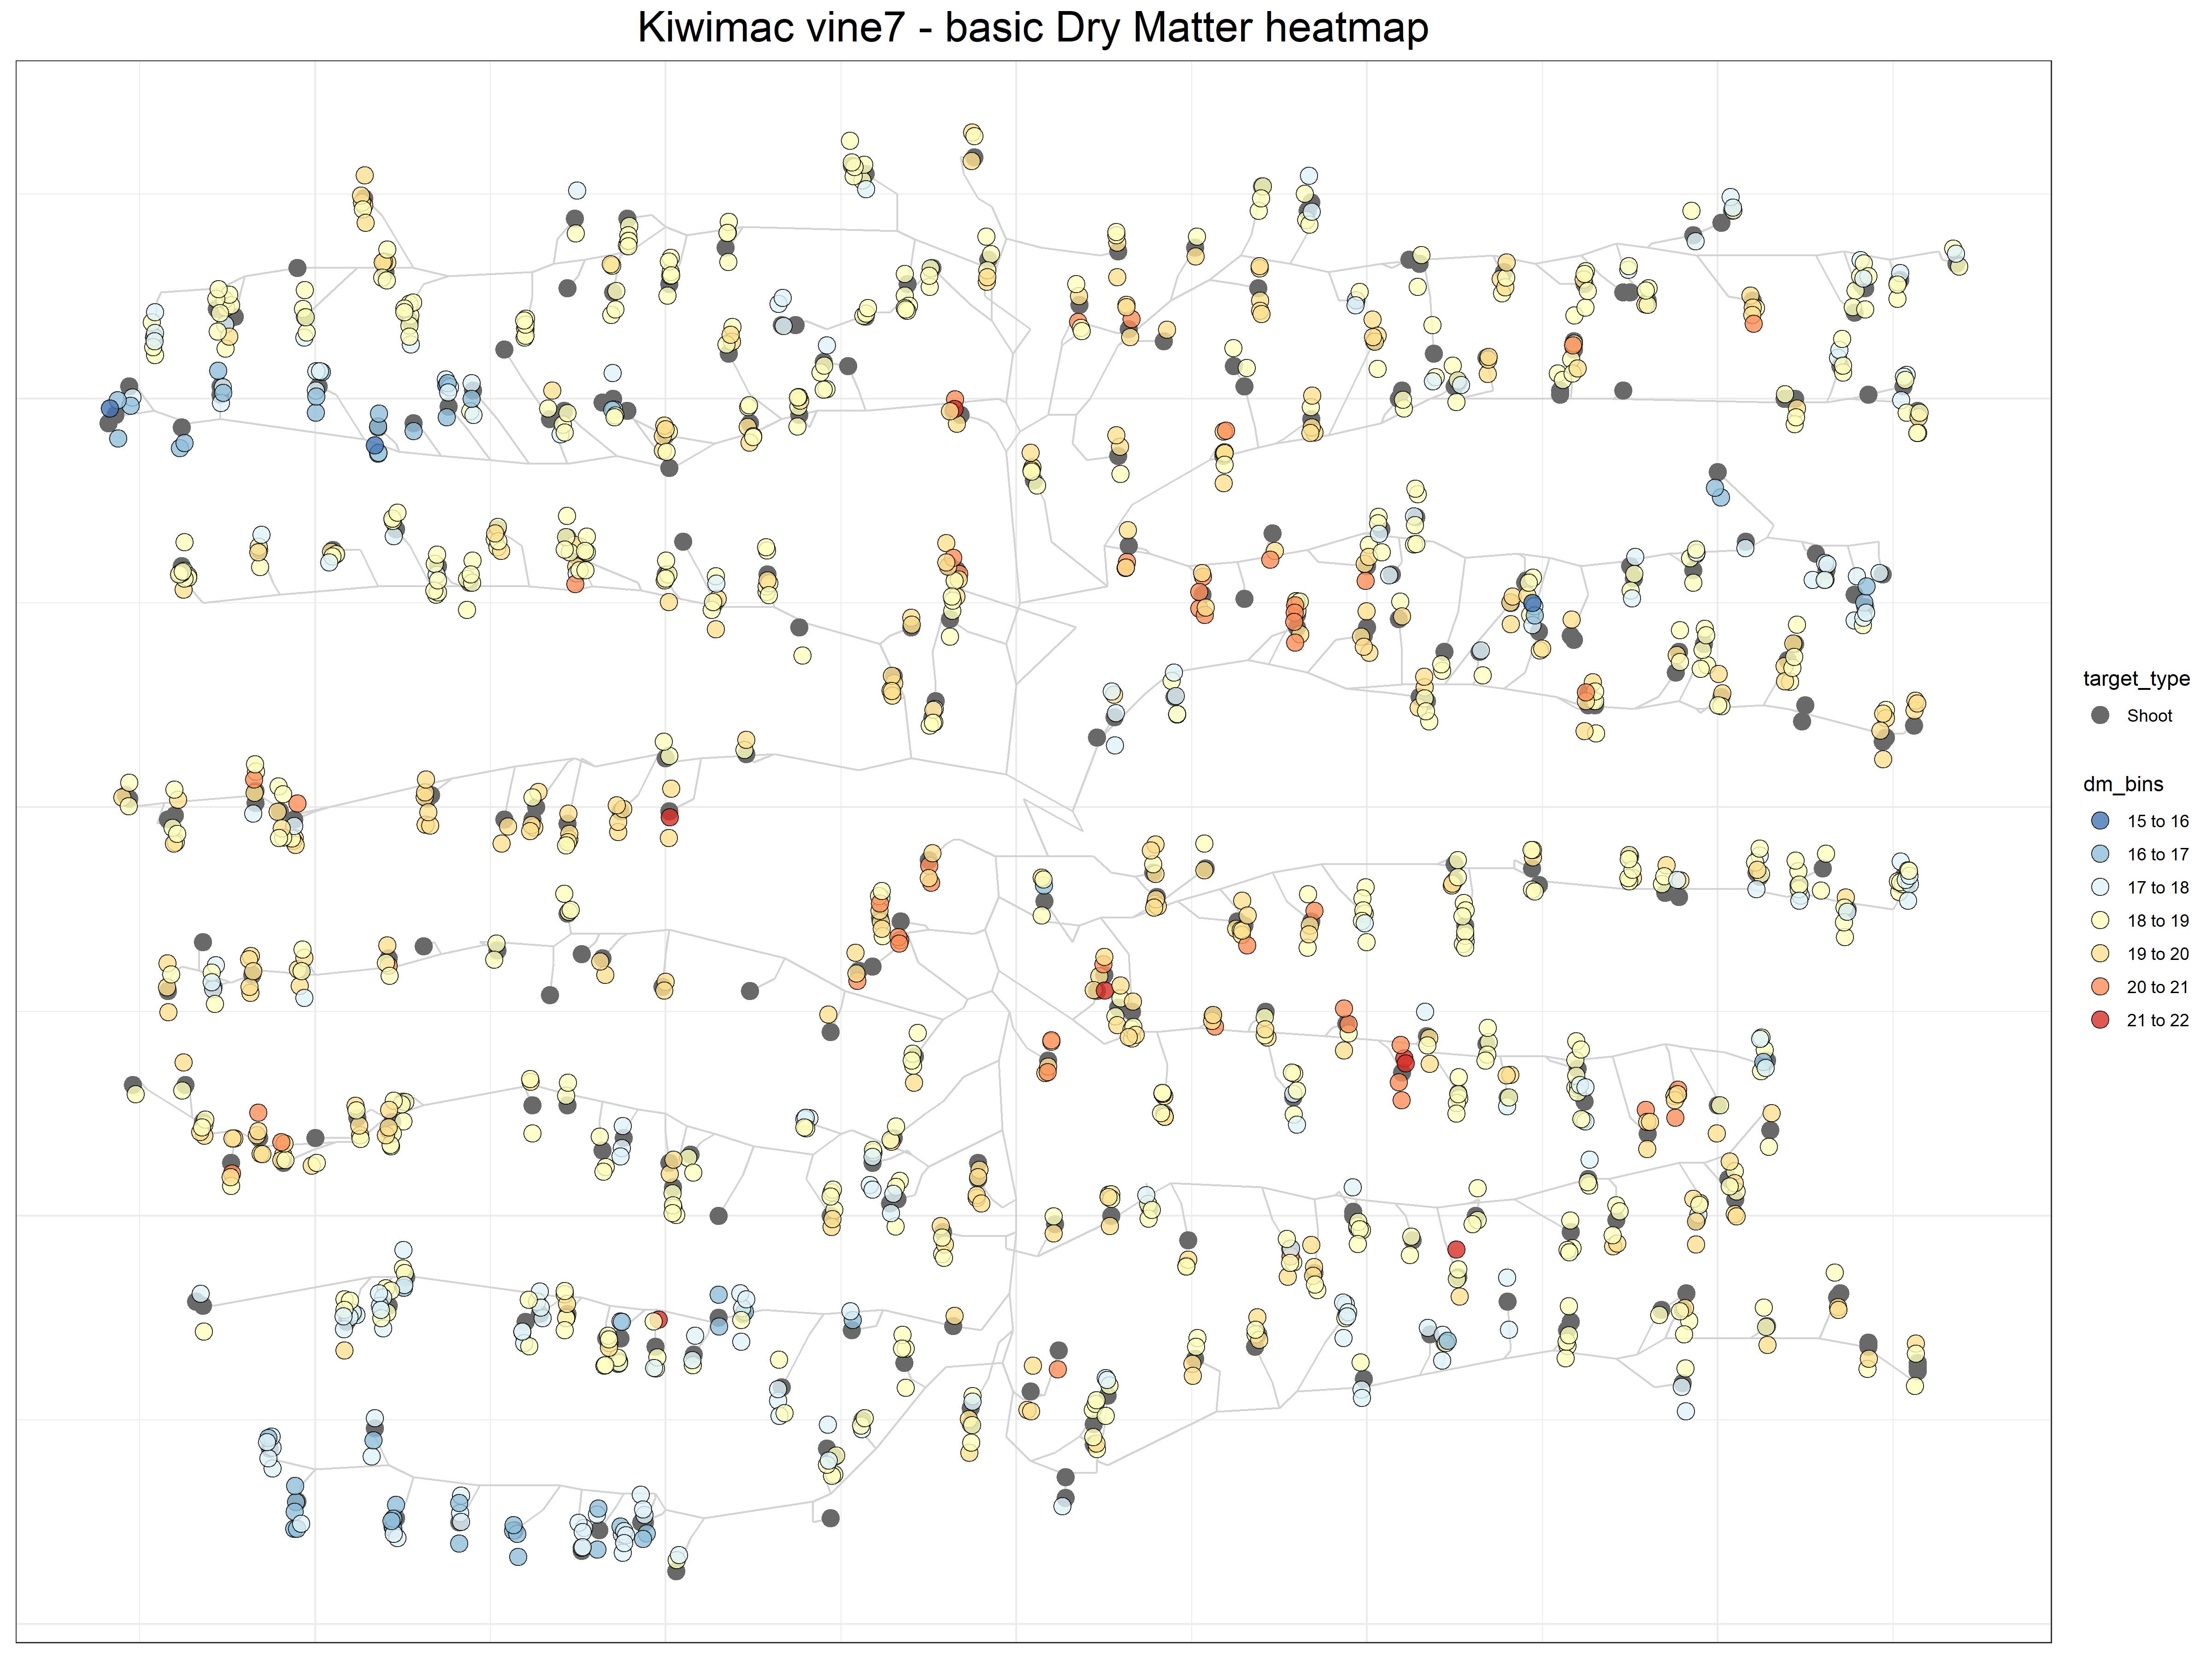 Kiwimac vine7 - basic Dry Matter heatmap
target_type
Shoot
dm_bins
15 to 16
16 to 17
17 to 18
18 to 19
19 to 20
20 to 21
21 to 22